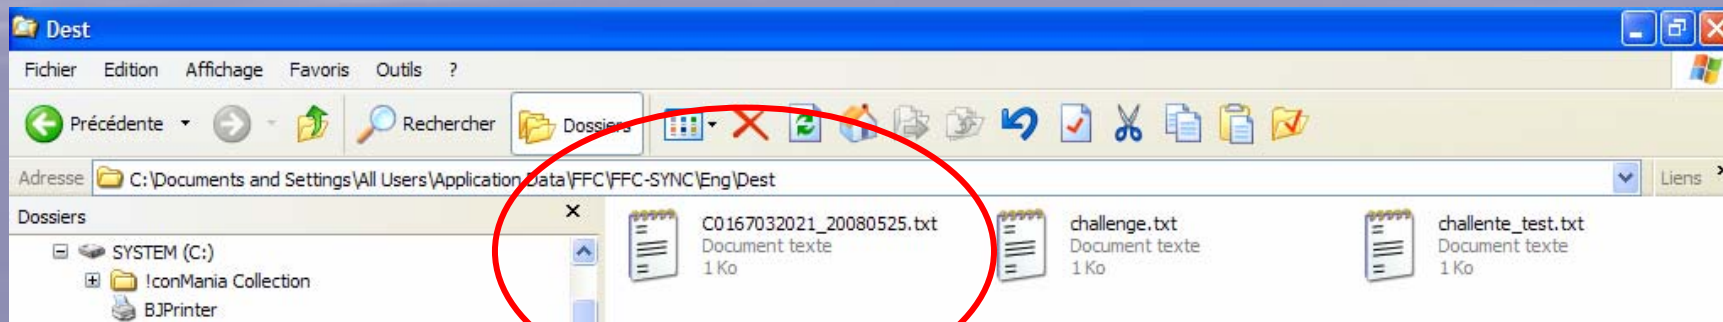 Dest
Fichier Edition Affichage Favoris Outils ?
Précédente Rechercher Dossiers
Adresse C:\Documents and Settings\All Users\Application Data\FFC\FFC-SYNC\Eng\Dest Liens
Dossiers
SYSTEM (C:)
!conMania Collection
BJPrinter
C0167032021_20080525.txt
Document texte
1 Ko
challenge.txt
Document texte
1 Ko
challente_test.txt
Document texte
1 Ko